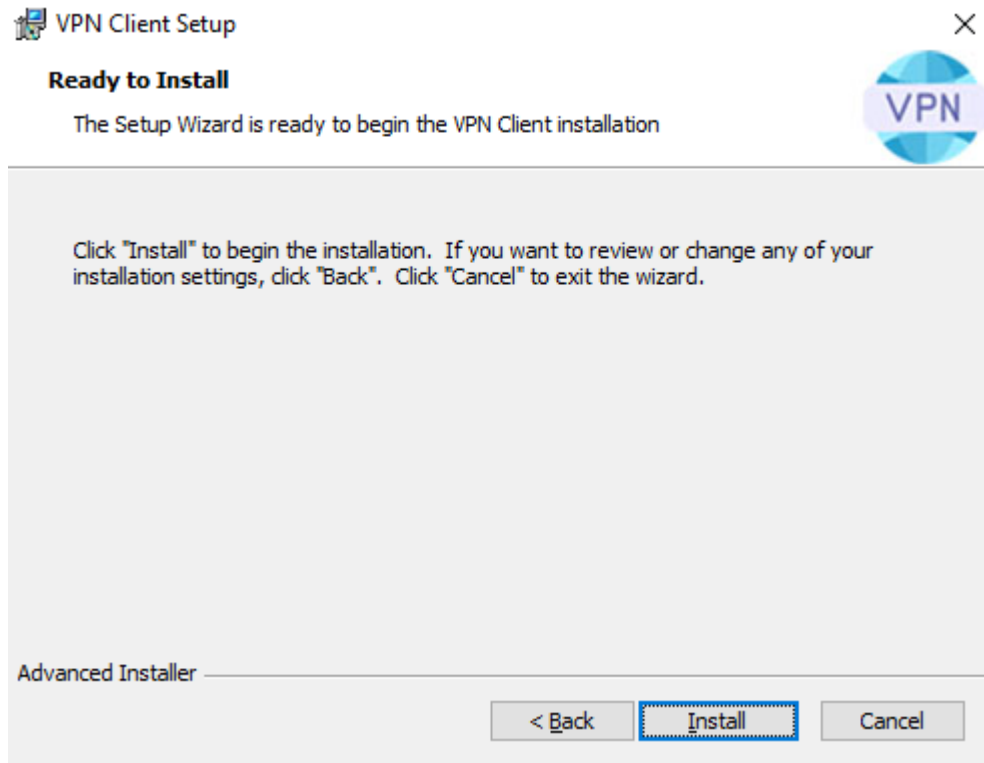 VPN Client Setup
Ready to Install
The Setup Wizard is ready to begin the VPN Client installation
VPN
Click "Install" to begin the installation.  If you want to review or change any of your
installation settings, click "Back".  Click "Cancel" to exit the wizard.
Advanced Installer
< Back
Install
Cancel